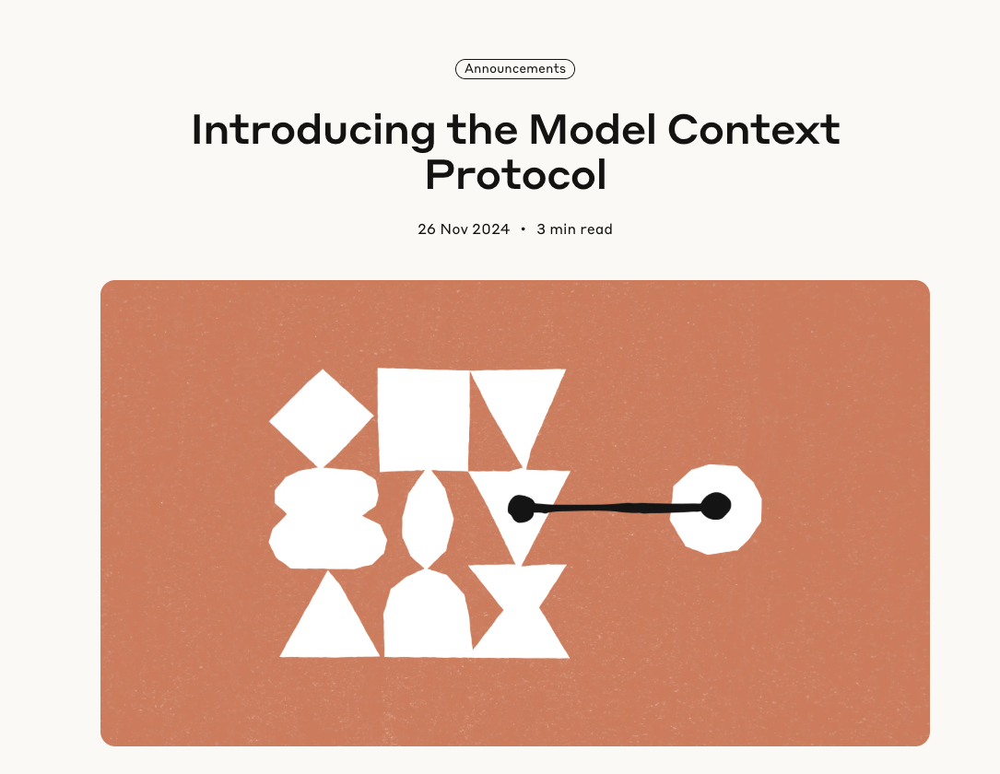 Announcements
Introducing the Model Context
Protocol
26 Nov 2024 • 3 min read